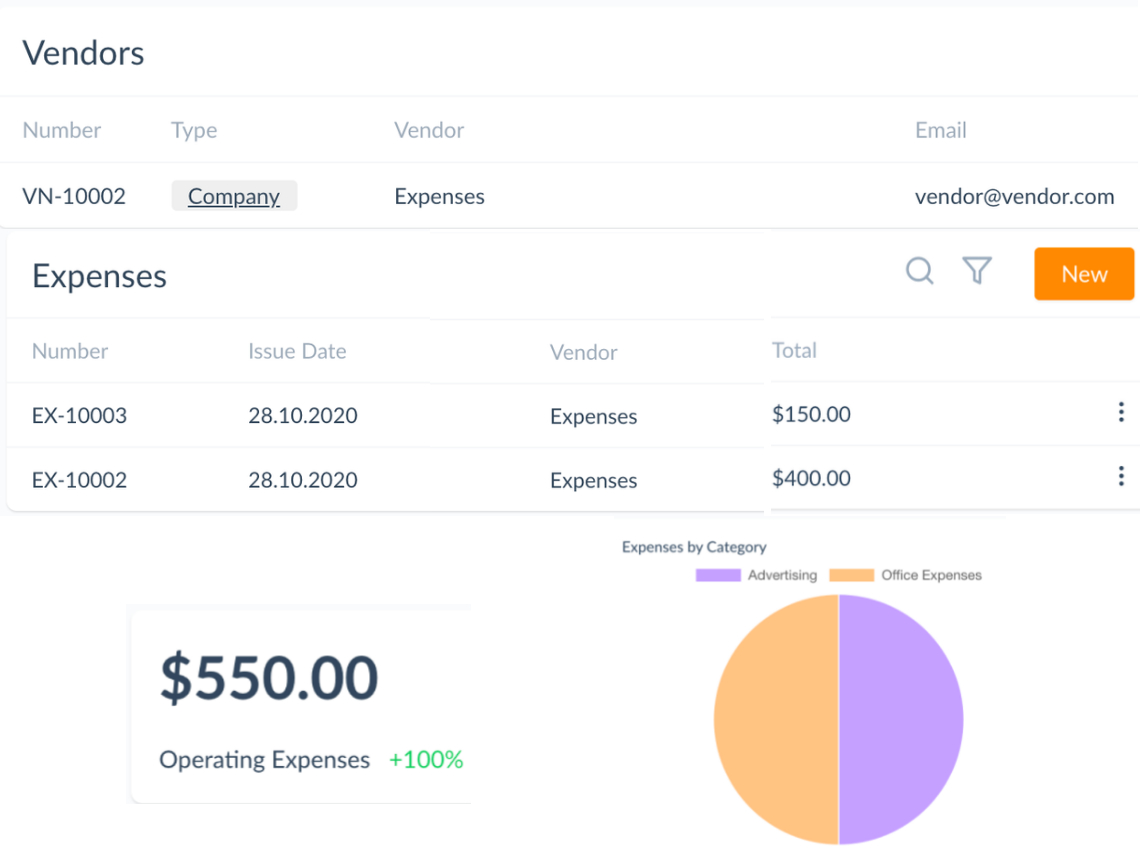 Vendors
Number Type Vendor Email
VN-10002 Company Expenses vendor@vendor.com
Expenses New
Number Issue Date Vendor Total
EX-10003 28.10.2020 Expenses $150.00
EX-10002 28.10.2020 Expenses $400.00
Expenses by Category
Advertising Office Expenses
$550.00
Operating Expenses +100%